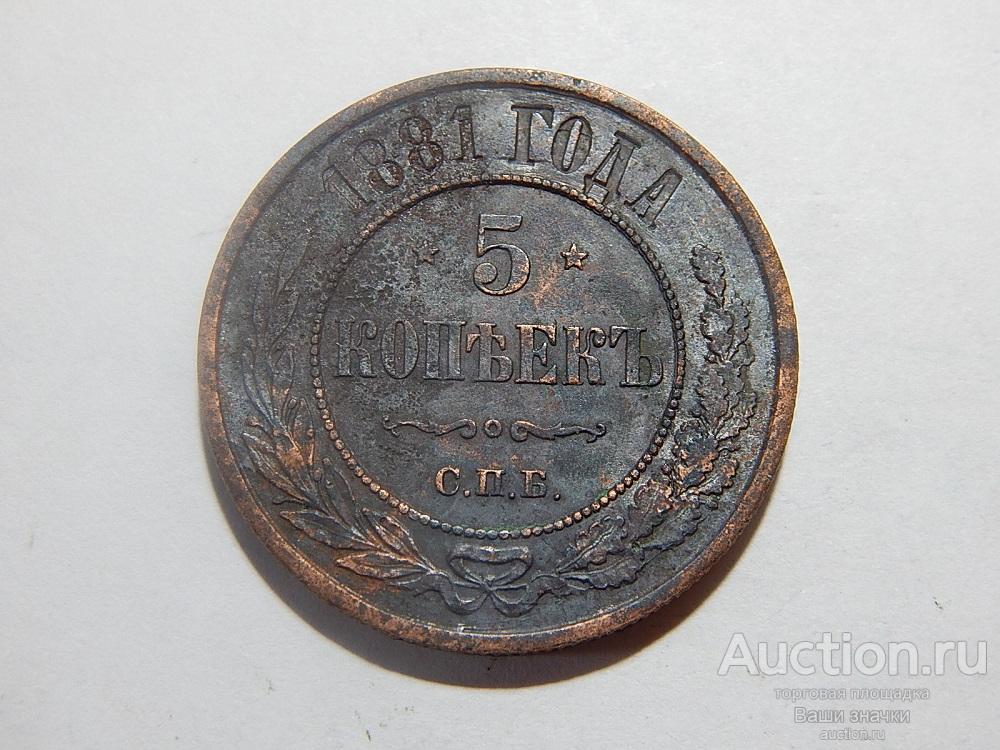 1881 ГОДА
5
КОПѢЕКЪ
С.П.Б.
Auction.ru
торговая площадка
Ваши значки
auction.ru